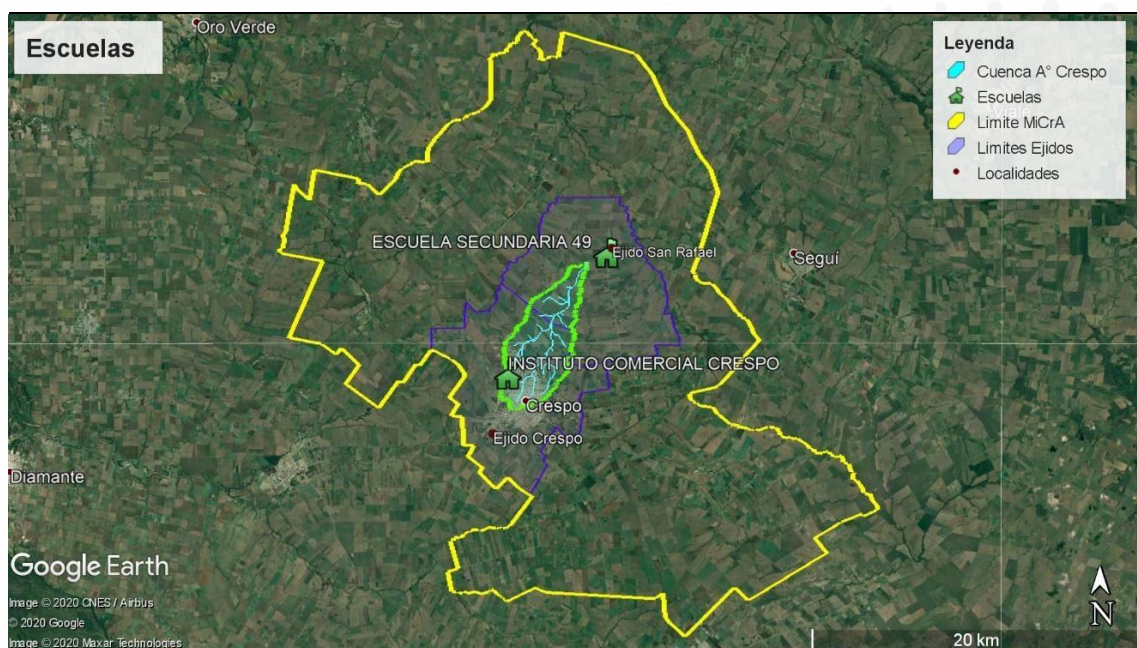 Escuelas
Oro Verde
Leyenda
Cuenca A° Crespo
Escuelas
Limite MiCrA
Limites Ejidos
Localidades
ESCUELA SECUNDARIA 49
Ejido San Rafael
Seguí
INSTITUTO COMERCIAL CRESPO
Crespo
Ejido Crespo
Diamante
Google Earth
Image © 2020 CNES / Airbus
© 2020 Google
Image © 2020 Maxar Technologies
N
20 km